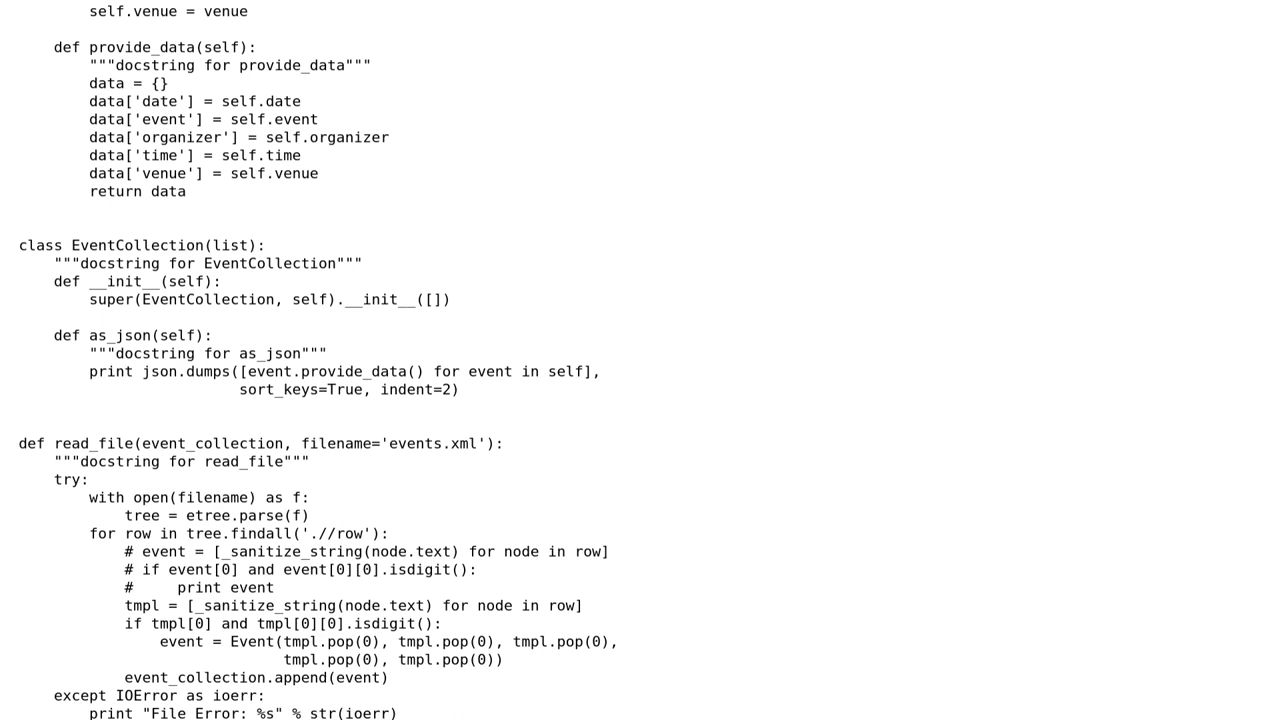 self.venue = venue

    def provide_data(self):
        """docstring for provide_data"""
        data = {}
        data['date'] = self.date
        data['event'] = self.event
        data['organizer'] = self.organizer
        data['time'] = self.time
        data['venue'] = self.venue
        return data


class EventCollection(list):
    """docstring for EventCollection"""
    def __init__(self):
        super(EventCollection, self).__init__([])

    def as_json(self):
        """docstring for as_json"""
        print json.dumps([event.provide_data() for event in self],
                         sort_keys=True, indent=2)


def read_file(event_collection, filename='events.xml'):
    """docstring for read_file"""
    try:
        with open(filename) as f:
            tree = etree.parse(f)
        for row in tree.findall('.//row'):
            # event = [_sanitize_string(node.text) for node in row]
            # if event[0] and event[0][0].isdigit():
            #     print event
            tmpl = [_sanitize_string(node.text) for node in row]
            if tmpl[0] and tmpl[0][0].isdigit():
                event = Event(tmpl.pop(0), tmpl.pop(0), tmpl.pop(0),
                              tmpl.pop(0), tmpl.pop(0))
            event_collection.append(event)
    except IOError as ioerr:
        print "File Error: %s" % str(ioerr)